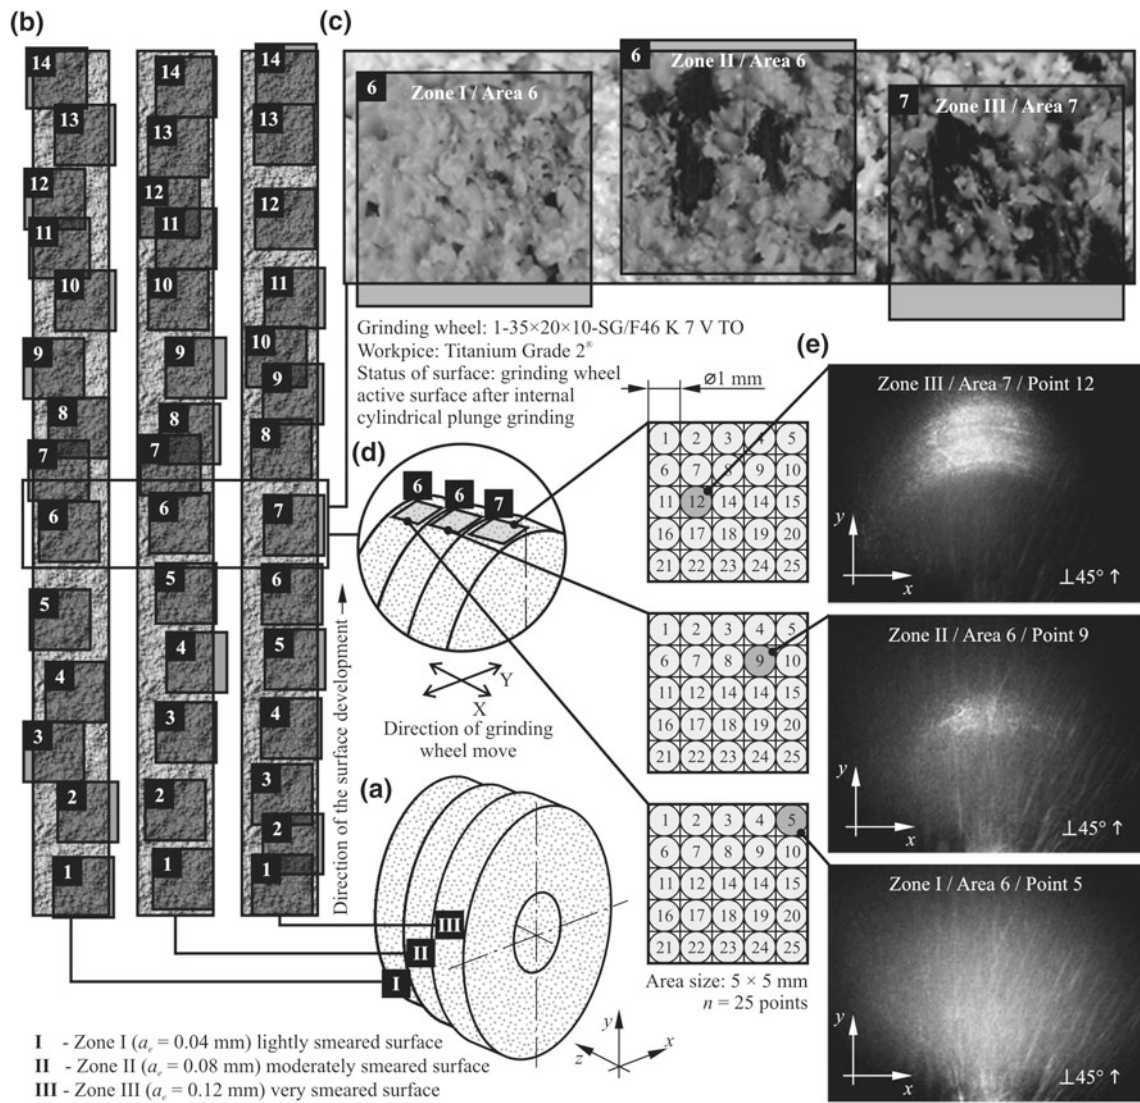 (b)
14
13
12
11
10
9
8
7
6
5
4
3
2
1
14
13
12
11
10
9
8
7
6
5
4
3
2
1
14
13
12
11
10
9
8
7
6
5
4
3
2
1
Direction of the surface development
(c)
6
Zone I / Area 6
6
Zone II / Area 6
7
Zone III / Area 7
Grinding wheel: 1-35×20×10-SG/F46 K 7 V TO
Workpice: Titanium Grade 2®
Status of surface: grinding wheel
active surface after internal
cylindrical plunge grinding
(d)
6 6 7
Y
X
Direction of grinding
wheel move
(a)
III
II
I
y
x
z
⌀1 mm
1 2 3 4 5
6 7 8 9 10
11 12 14 14 15
16 17 18 19 20
21 22 23 24 25
1 2 3 4 5
6 7 8 9 10
11 12 14 14 15
16 17 18 19 20
21 22 23 24 25
1 2 3 4 5
6 7 8 9 10
11 12 14 14 15
16 17 18 19 20
21 22 23 24 25
Area size: 5 × 5 mm
n = 25 points
(e)
Zone III / Area 7 / Point 12
y
x
⊥45° ↑
Zone II / Area 6 / Point 9
y
x
⊥45° ↑
Zone I / Area 6 / Point 5
y
x
⊥45° ↑
I - Zone I (ae = 0.04 mm) lightly smeared surface
II - Zone II (ae = 0.08 mm) moderately smeared surface
III - Zone III (ae = 0.12 mm) very smeared surface